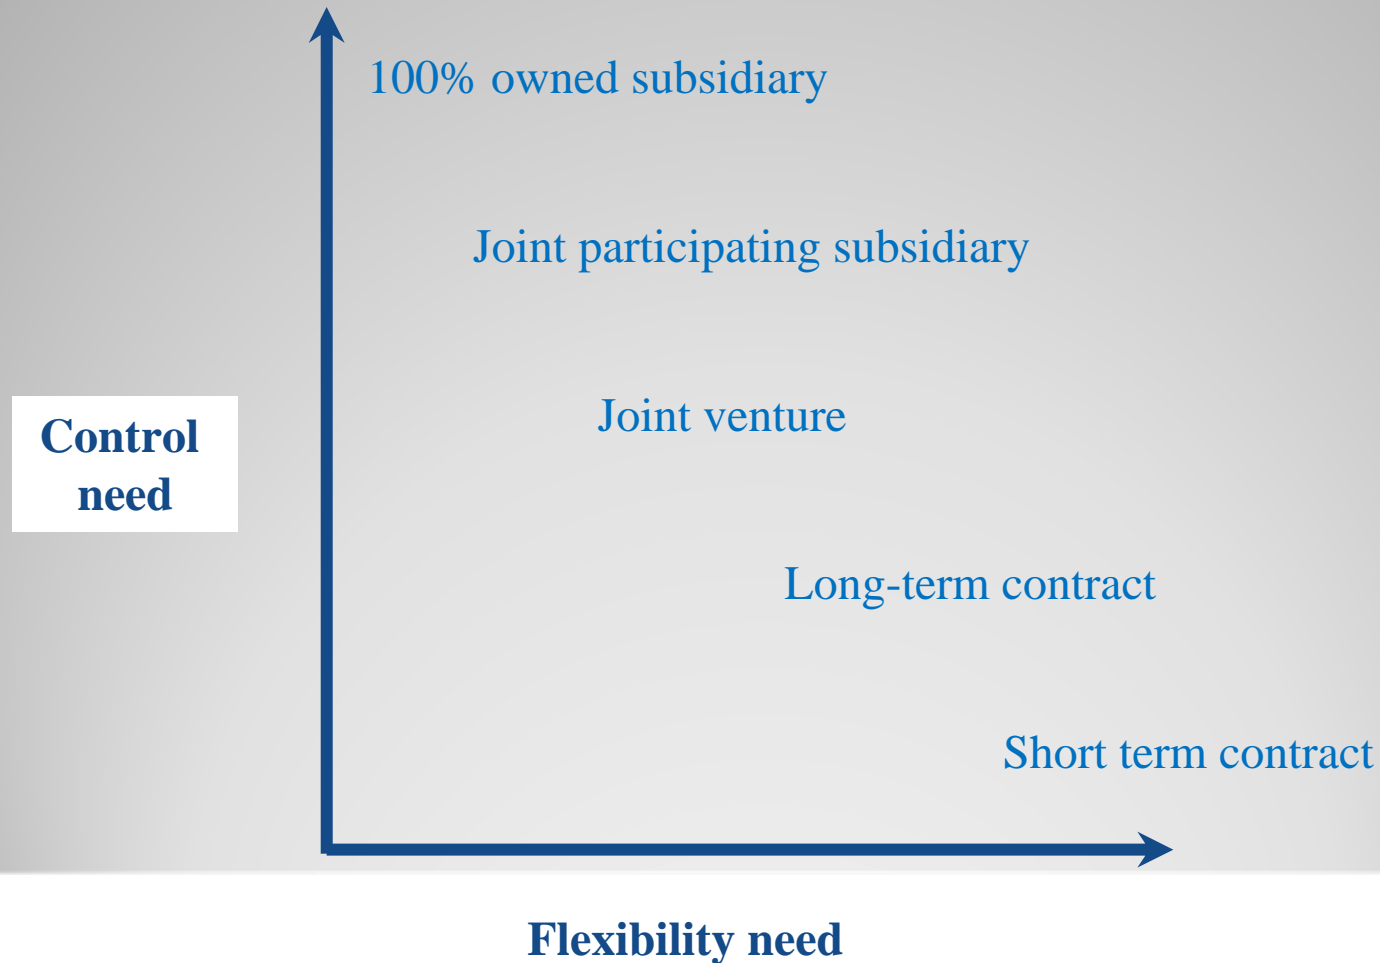 100% owned subsidiary
Joint participating subsidiary
Joint venture
Control
need
Long-term contract
Short term contract
Flexibility need